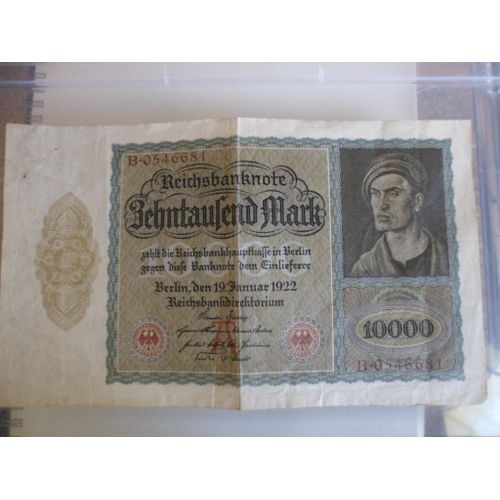 B·0546681
Reichsbanknote
Zehntausend Mark
zahlt die Reichsbankhauptkasse in Berlin
gegen diese Banknote dem Einlieferer
Berlin, den 19. Januar 1922
Reichsbankdirektorium
10000
B·0546681